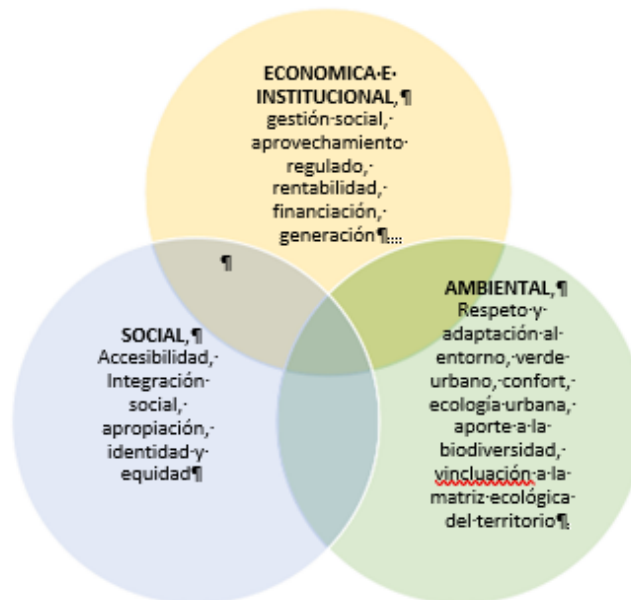 ECONOMICA E
INSTITUCIONAL,¶
gestión social,
aprovechamiento
regulado,
rentabilidad,
financiación,
generación¶
¶
SOCIAL,¶
Accesibilidad,
Integración
social,
apropiación,
identidad y
equidad¶
AMBIENTAL,¶
Respeto y
adaptación al
entorno, verde
urbano, confort,
ecología urbana,
aporte a la
biodiversidad,
vincluación a la
matriz ecológica
del territorio¶